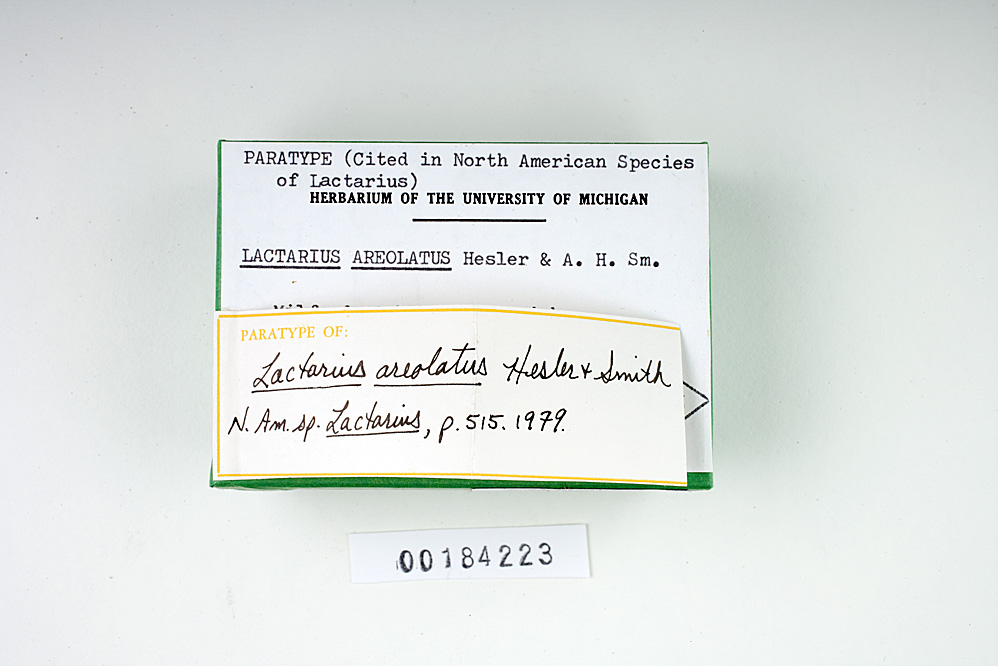 PARATYPE (Cited in North American Species
of Lactarius)
HERBARIUM OF THE UNIVERSITY OF MICHIGAN
LACTARIUS AREOLATUS Hesler & A. H. Sm.
PARATYPE OF:
Lactarius areolatus Hesler & Smith
N. Am. sp. Lactarius, p. 515. 1979.
00184223